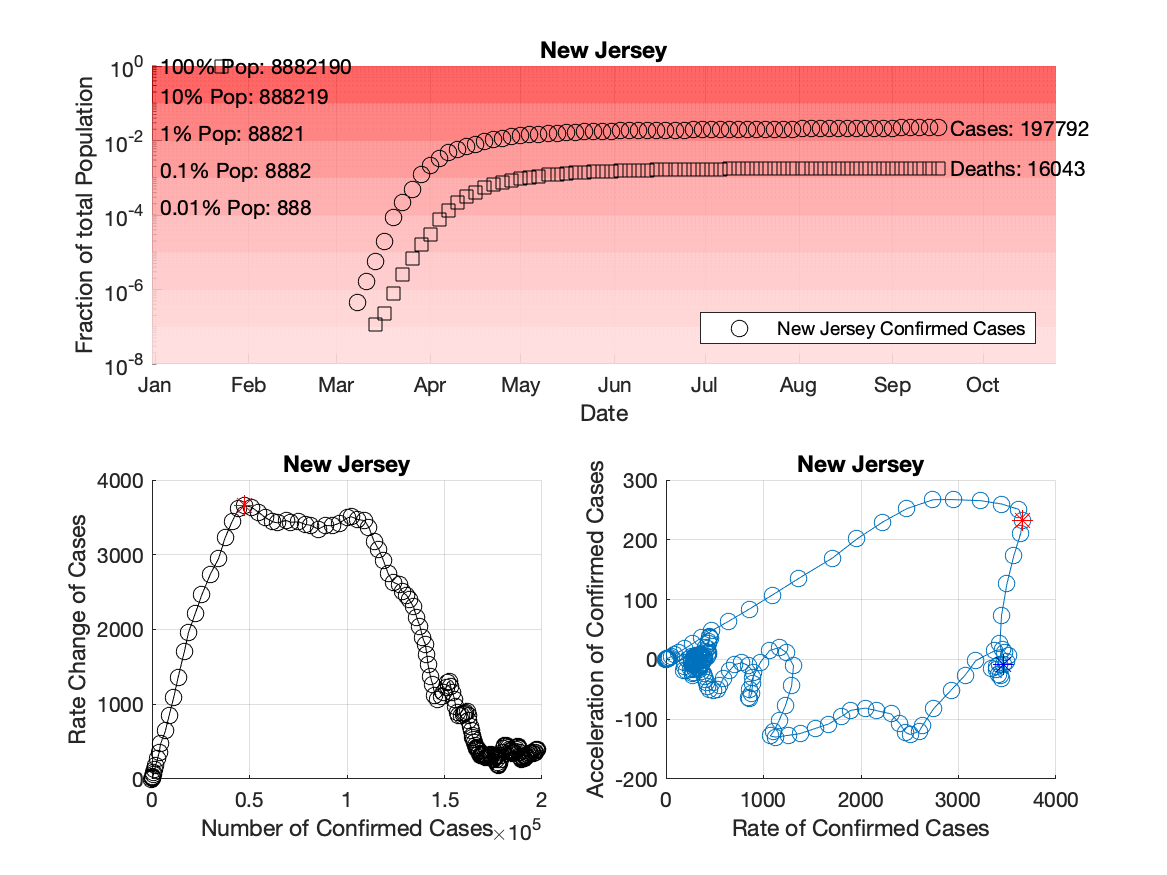 New Jersey
Fraction of total Population
10^0
10^-2
10^-4
10^-6
10^-8
100% Pop: 8882190
10% Pop: 888219
1% Pop: 88821
0.1% Pop: 8882
0.01% Pop: 888
Cases: 197792
Deaths: 16043
New Jersey Confirmed Cases
Jan Feb Mar Apr May Jun Jul Aug Sep Oct
Date
New Jersey
Rate Change of Cases
4000
3000
2000
1000
0
0 0.5 1 1.5 2
Number of Confirmed Cases ×10^5
New Jersey
Acceleration of Confirmed Cases
300
200
100
0
-100
-200
0 1000 2000 3000 4000
Rate of Confirmed Cases